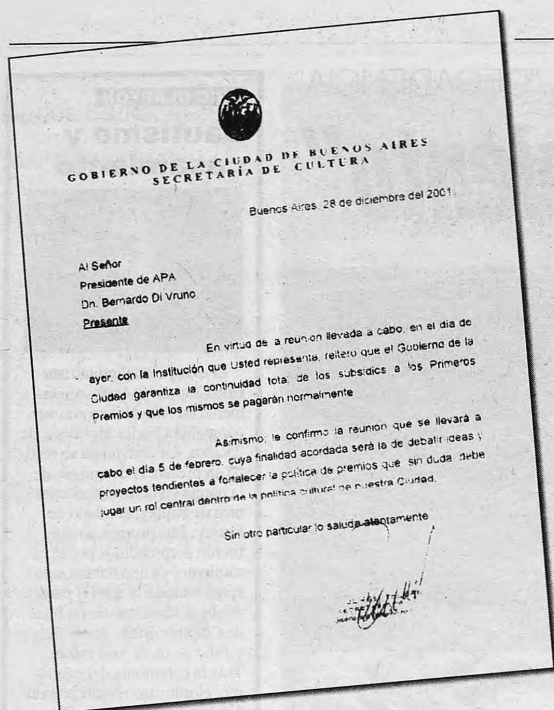 GOBIERNO DE LA CIUDAD DE BUENOS AIRES
SECRETARÍA DE CULTURA
Buenos Aires, 28 de diciembre del 2001.
Al Señor
Presidente de APA
Dn. Bernardo Di Vruno
Presente
En virtud de la reunión llevada a cabo, en el día de
ayer, con la Institución que Usted representa, reitero que el Gobierno de la
Ciudad garantiza la continuidad total de los subsidios a los Primeros
Premios y que los mismos se pagarán normalmente
Asimismo, le confirmo la reunión que se llevará a
cabo el día 5 de febrero, cuya finalidad acordada será la de debatir ideas y
proyectos tendientes a fortalecer la política de premios que, sin duda, debe
jugar un rol central dentro de la política cultural de nuestra Ciudad.
Sin otro particular lo saluda atentamente